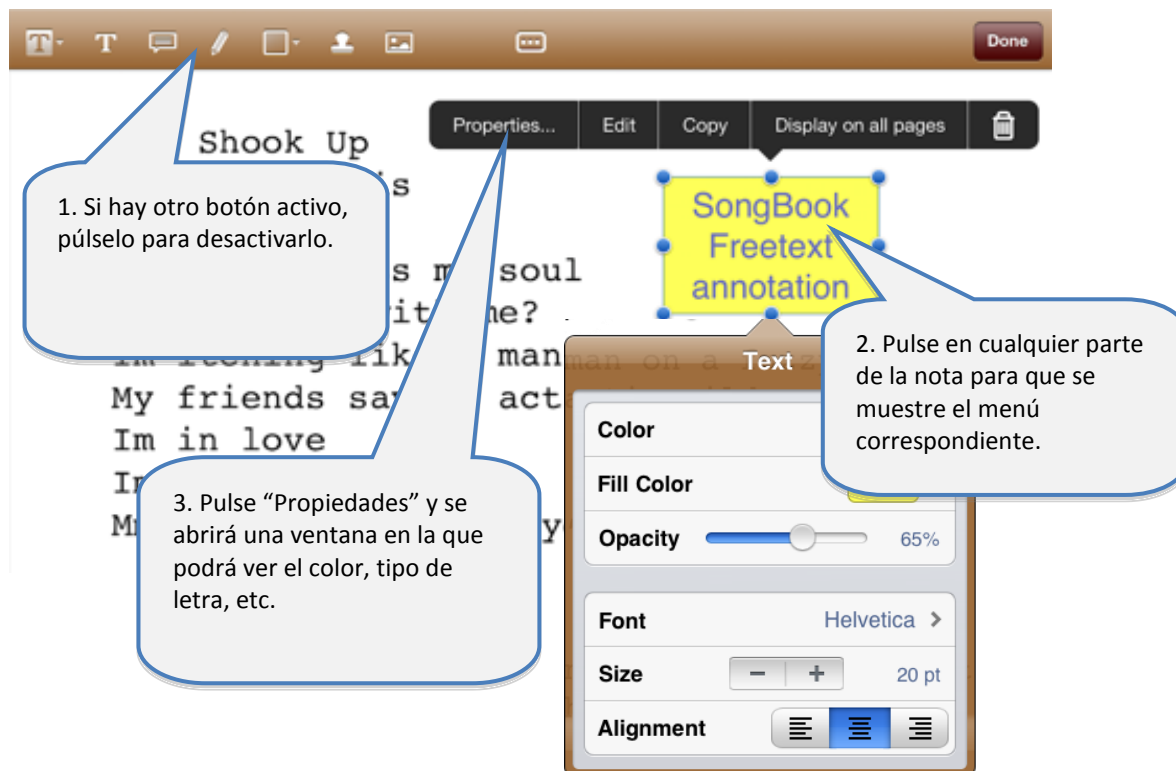 T T Done
Properties... Edit Copy Display on all pages
Shook Up
1. Si hay otro botón activo,
púlselo para desactivarlo.
SongBook
Freetext
annotation
soul
man
My friends
Im in love
2. Pulse en cualquier parte
de la nota para que se
muestre el menú
correspondiente.
3. Pulse “Propiedades” y se
abrirá una ventana en la que
podrá ver el color, tipo de
letra, etc.
Text
Color
Fill Color
Opacity 65%
Font Helvetica >
Size - + 20 pt
Alignment